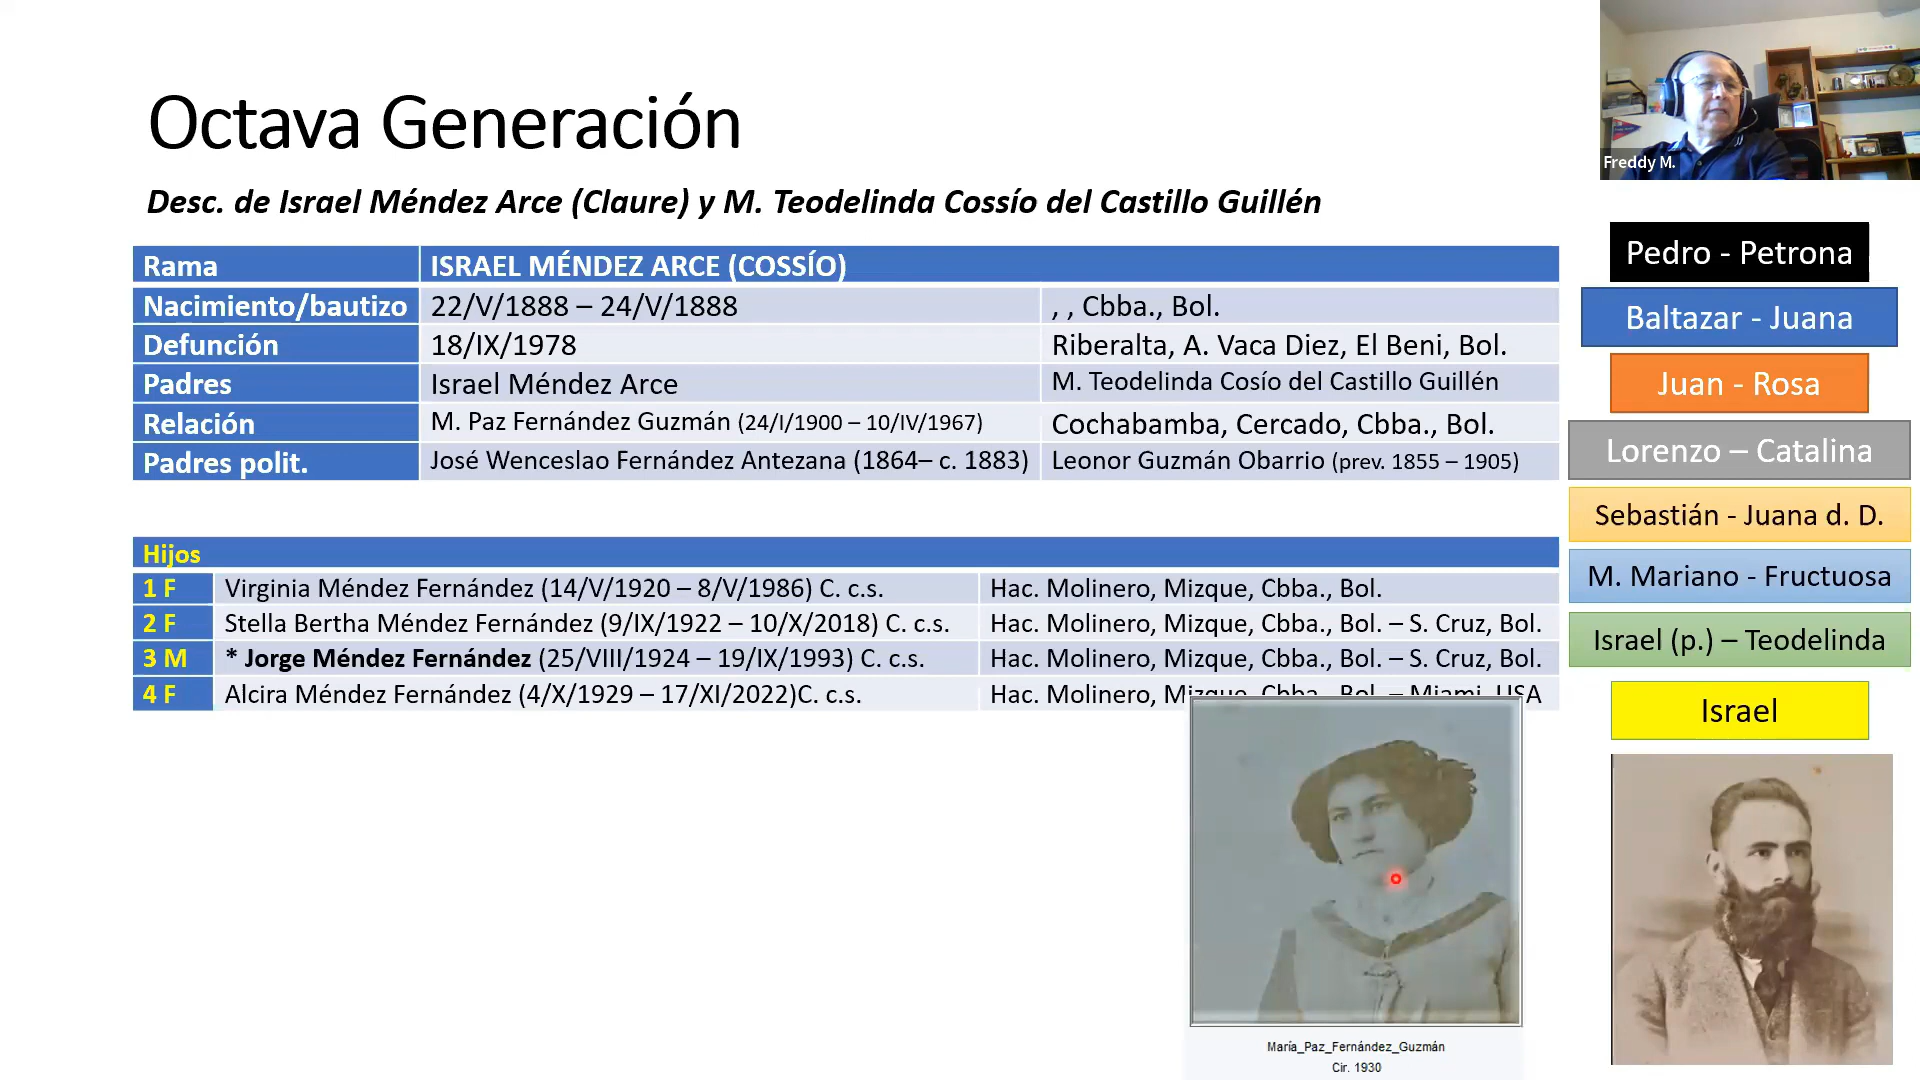 Octava Generación
Desc. de Israel Méndez Arce (Claure) y M. Teodelinda Cossío del Castillo Guillén
Rama ISRAEL MÉNDEZ ARCE (COSSÍO)
Nacimiento/bautizo 22/V/1888 – 24/V/1888 , , Cbba., Bol.
Defunción 18/IX/1978 Riberalta, A. Vaca Diez, El Beni, Bol.
Padres Israel Méndez Arce M. Teodelinda Cosío del Castillo Guillén
Relación M. Paz Fernández Guzmán (24/I/1900 – 10/IV/1967) Cochabamba, Cercado, Cbba., Bol.
Padres polit. José Wenceslao Fernández Antezana (1864– c. 1883) Leonor Guzmán Obarrio (prev. 1855 – 1905)
Hijos
1 F Virginia Méndez Fernández (14/V/1920 – 8/V/1986) C. c.s. Hac. Molinero, Mizque, Cbba., Bol.
2 F Stella Bertha Méndez Fernández (9/IX/1922 – 10/X/2018) C. c.s. Hac. Molinero, Mizque, Cbba., Bol. – S. Cruz, Bol.
3 M * Jorge Méndez Fernández (25/VIII/1924 – 19/IX/1993) C. c.s. Hac. Molinero, Mizque, Cbba., Bol. – S. Cruz, Bol.
4 F Alcira Méndez Fernández (4/X/1929 – 17/XI/2022)C. c.s. Hac. Molinero, Mizque, Cbba., Bol. – Miami, USA
María_Paz_Fernández_Guzmán
Cir. 1930
Freddy M.
Pedro - Petrona
Baltazar - Juana
Juan - Rosa
Lorenzo – Catalina
Sebastián - Juana d. D.
M. Mariano - Fructuosa
Israel (p.) – Teodelinda
Israel